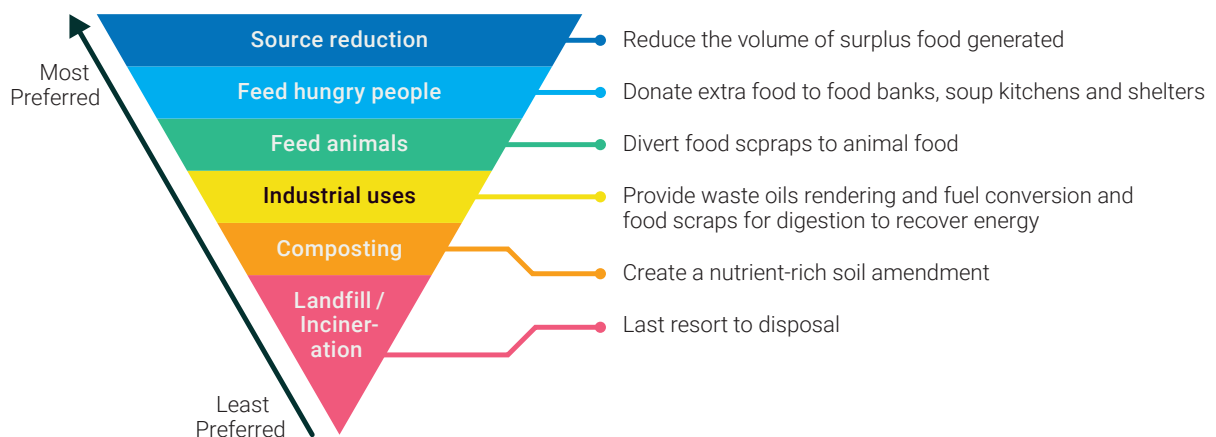 Most
Preferred
Source reduction
Reduce the volume of surplus food generated
Feed hungry people
Donate extra food to food banks, soup kitchens and shelters
Feed animals
Divert food scpraps to animal food
Industrial uses
Provide waste oils rendering and fuel conversion and
food scraps for digestion to recover energy
Composting
Create a nutrient-rich soil amendment
Landfill /
Inciner-
ation
Last resort to disposal
Least
Preferred